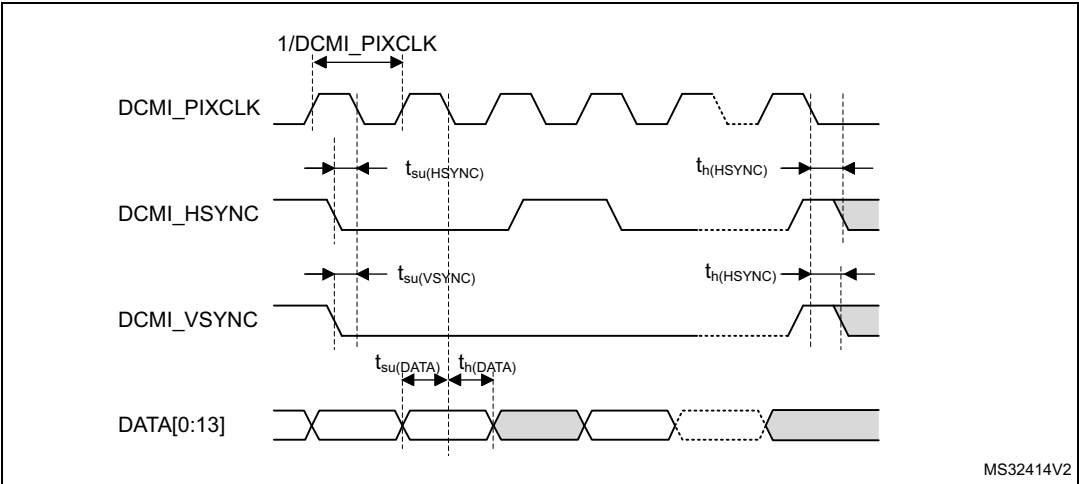 1/DCMI_PIXCLK
DCMI_PIXCLK
tsu(HSYNC)
th(HSYNC)
DCMI_HSYNC
tsu(VSYNC)
th(HSYNC)
DCMI_VSYNC
tsu(DATA) th(DATA)
DATA[0:13]
MS32414V2